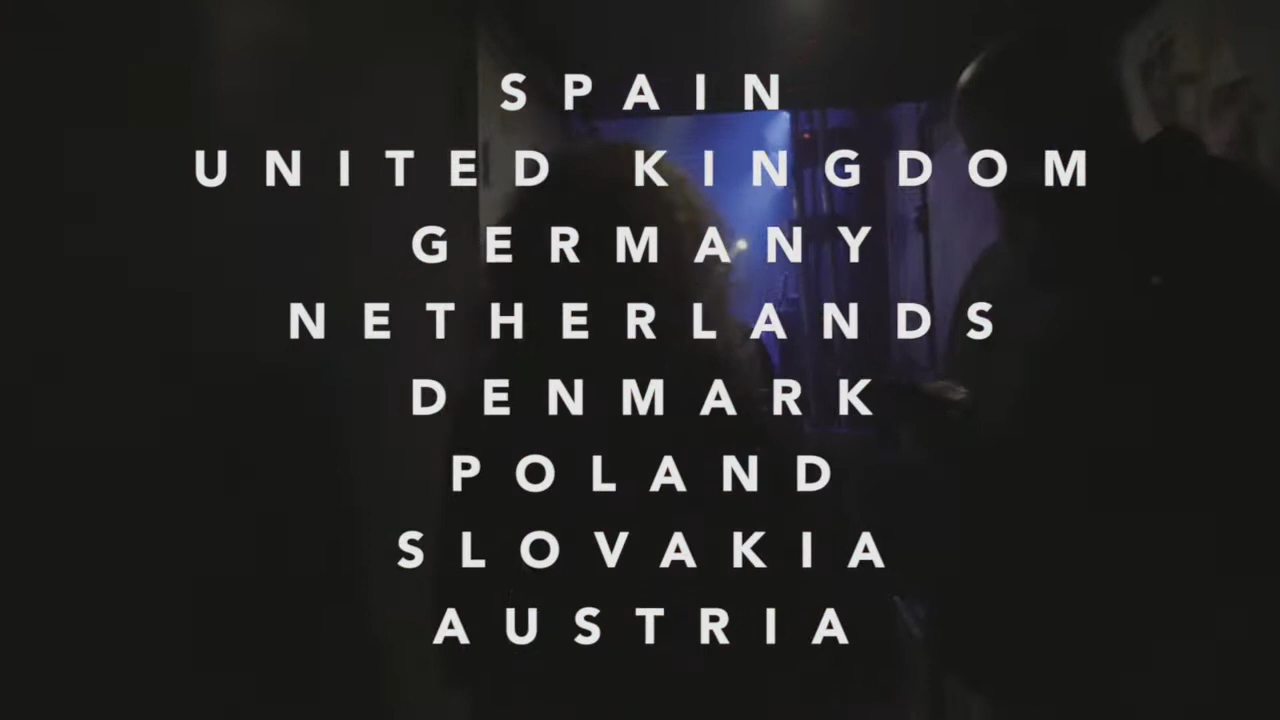 SPAIN
UNITED KINGDOM
GERMANY
NETHERLANDS
DENMARK
POLAND
SLOVAKIA
AUSTRIA